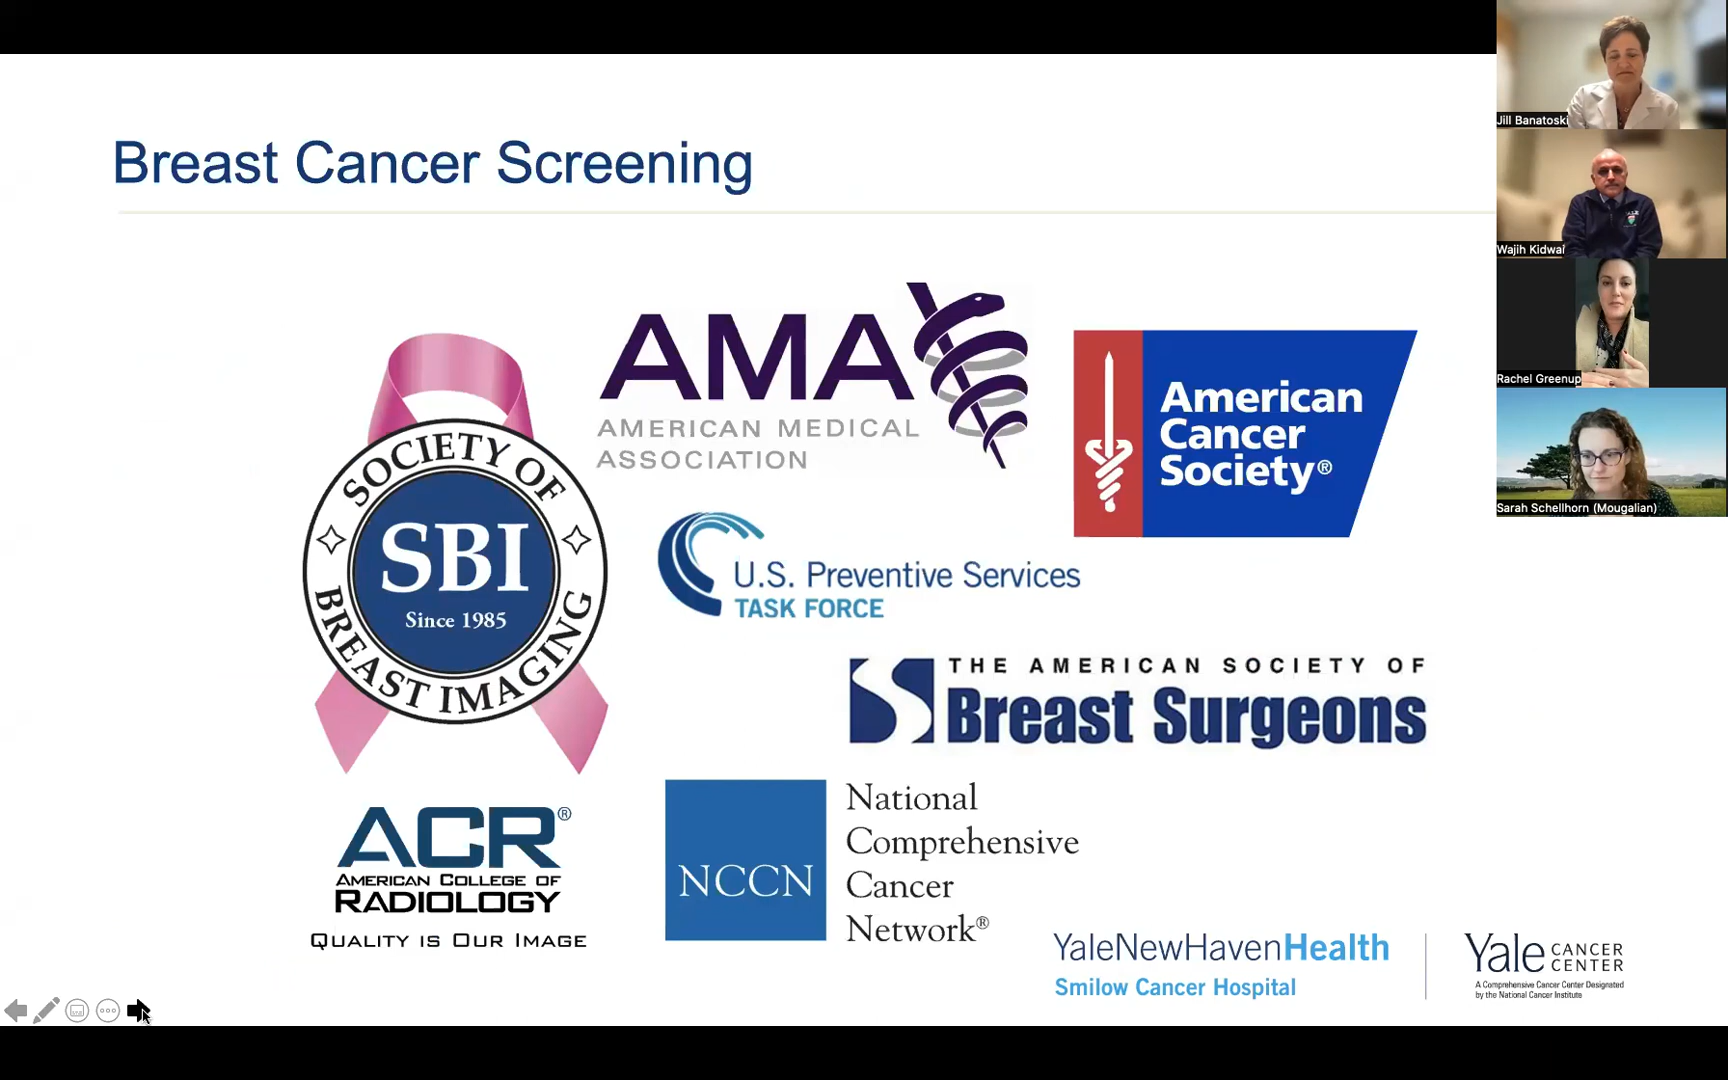 Breast Cancer Screening
SOCIETY OF
SBI
Since 1985
BREAST IMAGING
AMA
AMERICAN MEDICAL
ASSOCIATION
American
Cancer
Society®
U.S. Preventive Services
TASK FORCE
THE AMERICAN SOCIETY OF
Breast Surgeons
ACR®
AMERICAN COLLEGE OF
RADIOLOGY
QUALITY IS OUR IMAGE
NCCN
National
Comprehensive
Cancer
Network®
YaleNewHavenHealth
Smilow Cancer Hospital
Yale CANCER
CENTER
A Comprehensive Cancer Center Designated
by the National Cancer Institute
Jill Banatoski
Wajih Kidwai
Rachel Greenup
Sarah Schellhorn (Mougalian)